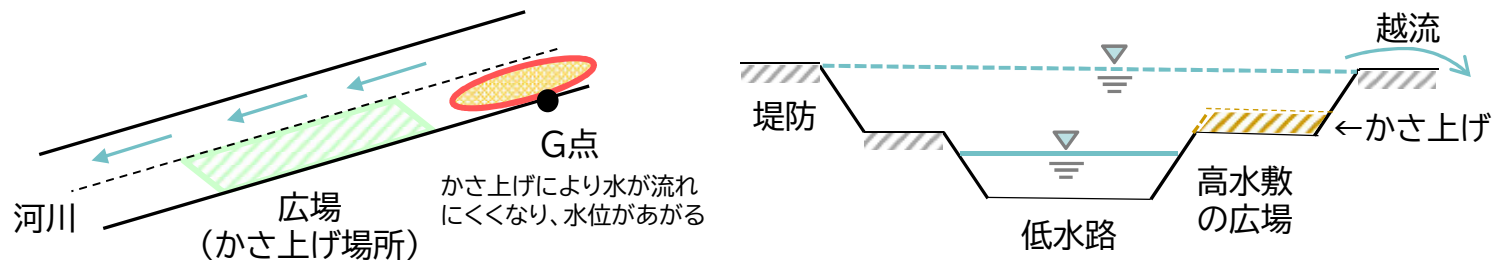 河川
広場
（かさ上げ場所）
G点
かさ上げにより水が流れ
にくくなり、水位があがる
越流
堤防
←かさ上げ
高水敷
の広場
低水路